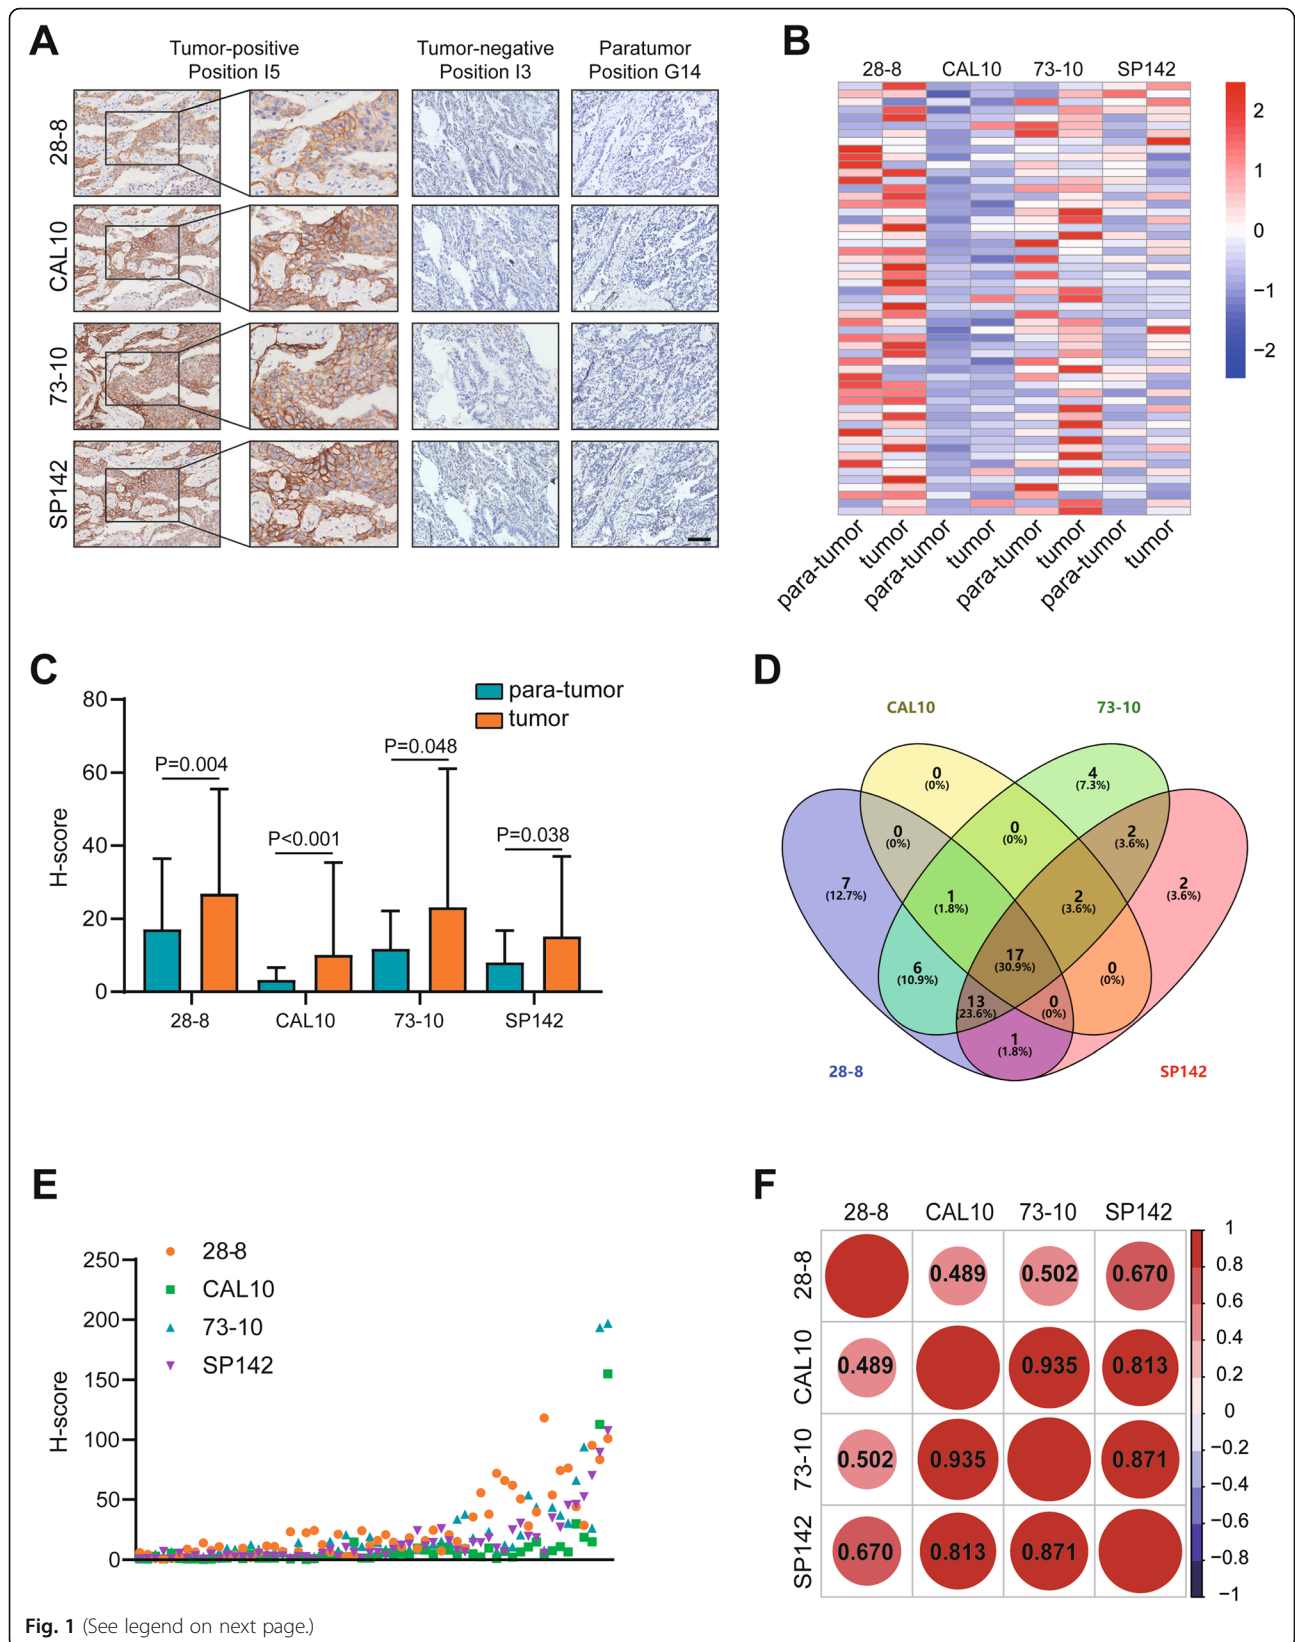 A
Tumor-positive
Position I5
Tumor-negative
Position I3
Paratumor
Position G14
28-8
CAL10
73-10
SP142
B
28-8 CAL10 73-10 SP142
2
1
0
−1
−2
para-tumor
tumor
para-tumor
tumor
para-tumor
tumor
para-tumor
tumor
C
para-tumor
tumor
H-score
80
60
40
20
0
P=0.004
P<0.001
P=0.048
P=0.038
28-8 CAL10 73-10 SP142
D
CAL10
73-10
28-8
SP142
0
(0%)
4
(7.3%)
0
(0%)
0
(0%)
2
(3.6%)
7
(12.7%)
1
(1.8%)
2
(3.6%)
2
(3.6%)
17
(30.9%)
6
(10.9%)
0
(0%)
13
(23.6%)
0
(0%)
1
(1.8%)
E
28-8
CAL10
73-10
SP142
H-score
250
200
150
100
50
0
F
28-8 CAL10 73-10 SP142
28-8
0.489 0.502 0.670
CAL10
0.489 0.935 0.813
73-10
0.502 0.935 0.871
SP142
0.670 0.813 0.871
1
0.8
0.6
0.4
0.2
0
−0.2
−0.4
−0.6
−0.8
−1
Fig. 1 (See legend on next page.)